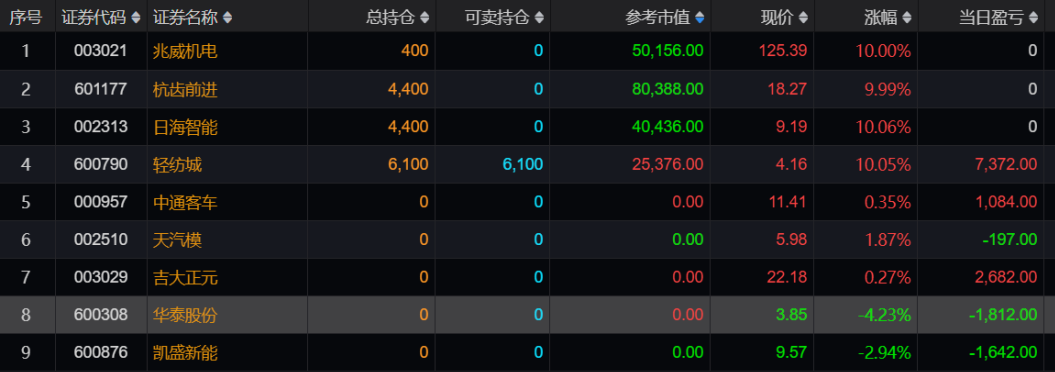 序号 证券代码 证券名称 总持仓 可卖持仓 参考市值 现价 涨幅 当日盈亏
1 003021 兆威机电 400 0 50,156.00 125.39 10.00% 0
2 601177 杭齿前进 4,400 0 80,388.00 18.27 9.99% 0
3 002313 日海智能 4,400 0 40,436.00 9.19 10.06% 0
4 600790 轻纺城 6,100 6,100 25,376.00 4.16 10.05% 7,372.00
5 000957 中通客车 0 0 0.00 11.41 0.35% 1,084.00
6 002510 天汽模 0 0 0.00 5.98 1.87% -197.00
7 003029 吉大正元 0 0 0.00 22.18 0.27% 2,682.00
8 600308 华泰股份 0 0 0.00 3.85 -4.23% -1,812.00
9 600876 凯盛新能 0 0 0.00 9.57 -2.94% -1,642.00